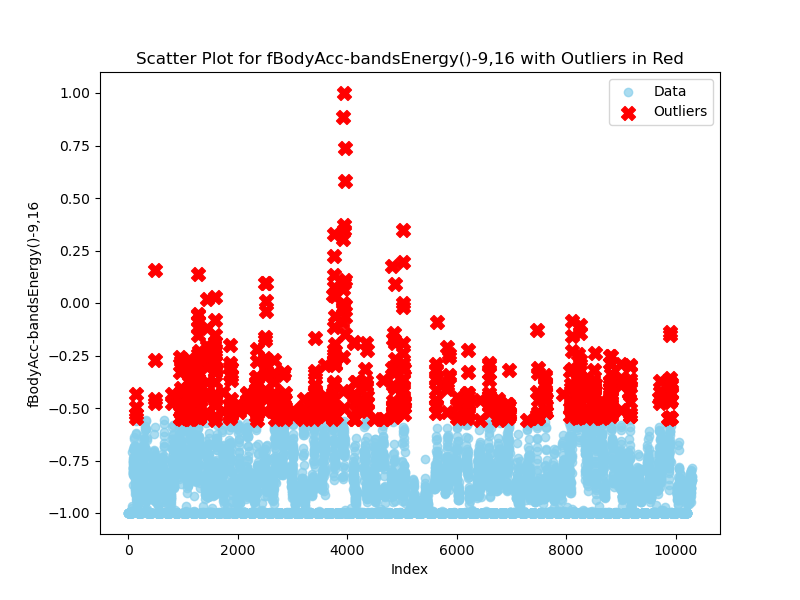 Scatter Plot for fBodyAcc-bandsEnergy()-9,16 with Outliers in Red
Data
Outliers
fBodyAcc-bandsEnergy()-9,16
1.00
0.75
0.50
0.25
0.00
−0.25
−0.50
−0.75
−1.00
0 2000 4000 6000 8000 10000
Index